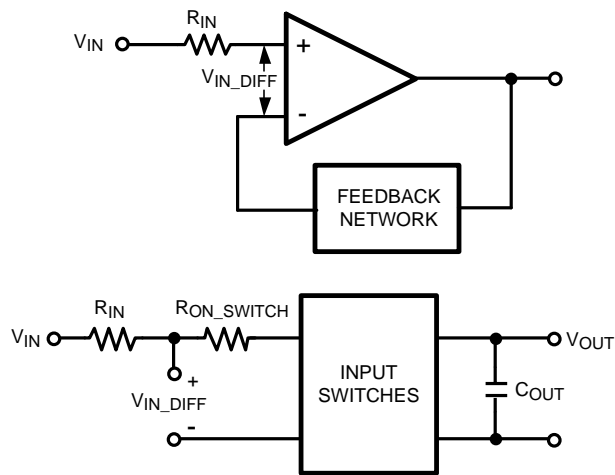 RIN
VIN
+
VIN_DIFF
-
FEEDBACK
NETWORK
RIN
RON_SWITCH
VIN
VOUT
+
INPUT
SWITCHES
COUT
VIN_DIFF
-